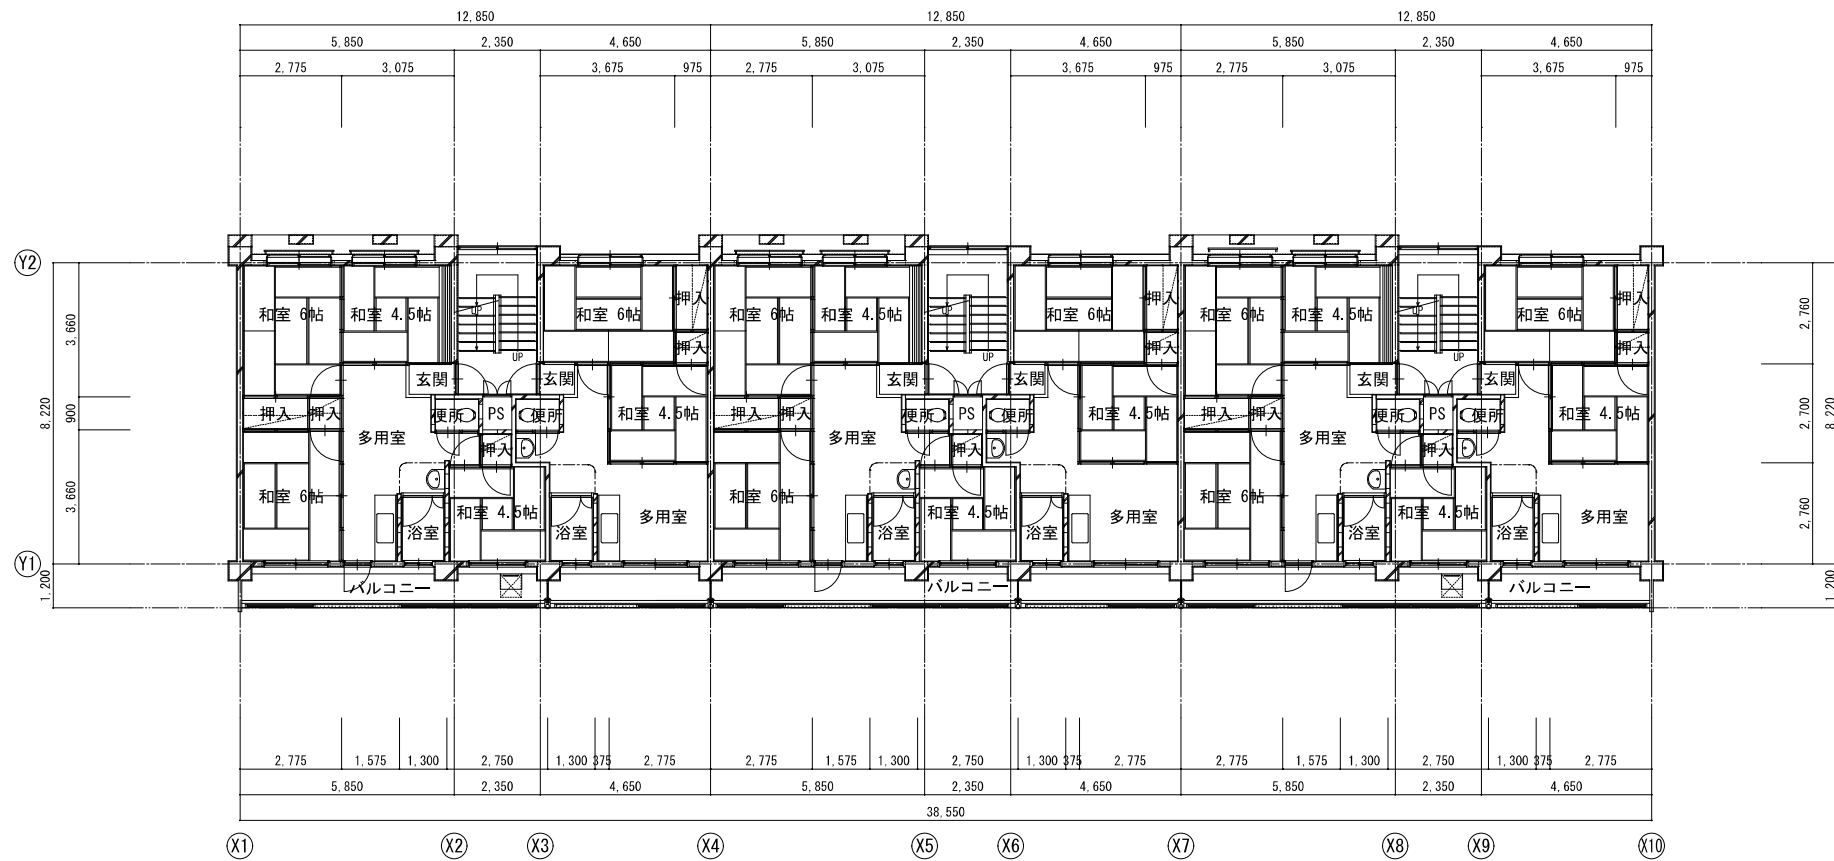 12,850 12,850 12,850
5,850 2,350 4,650 5,850 2,350 4,650 5,850 2,350 4,650
2,775 3,075 3,675 975 2,775 3,075 3,675 975 2,775 3,075 3,675 975
Y2
和室 6帖 和室 4.5帖 UP 和室 6帖 押入 和室 6帖 和室 4.5帖 UP 和室 6帖 押入 和室 6帖 和室 4.5帖 UP 和室 6帖 押入
3,660 2,760
押入 押入 押入
UP UP UP
玄関 玄関 玄関 玄関 玄関 玄関
8,220 900 押入 押入 便所 PS 便所 和室 4.5帖 押入 押入 便所 PS 便所 和室 4.5帖 押入 押入 便所 PS 便所 和室 4.5帖 2,700 8,220
多用室 押入 多用室 押入 多用室 押入
3,660 和室 6帖 和室 4.5帖 浴室 浴室 多用室 和室 6帖 和室 4.5帖 浴室 浴室 多用室 和室 6帖 和室 4.5帖 浴室 浴室 多用室 2,760
Y1
1,200 バルコニー バルコニー バルコニー 1,200
2,775 1,575 1,300 2,750 1,300 375 2,775 2,775 1,575 1,300 2,750 1,300 375 2,775 2,775 1,575 1,300 2,750 1,300 375 2,775
5,850 2,350 4,650 5,850 2,350 4,650 5,850 2,350 4,650
38,550
X1 X2 X3 X4 X5 X6 X7 X8 X9 X10